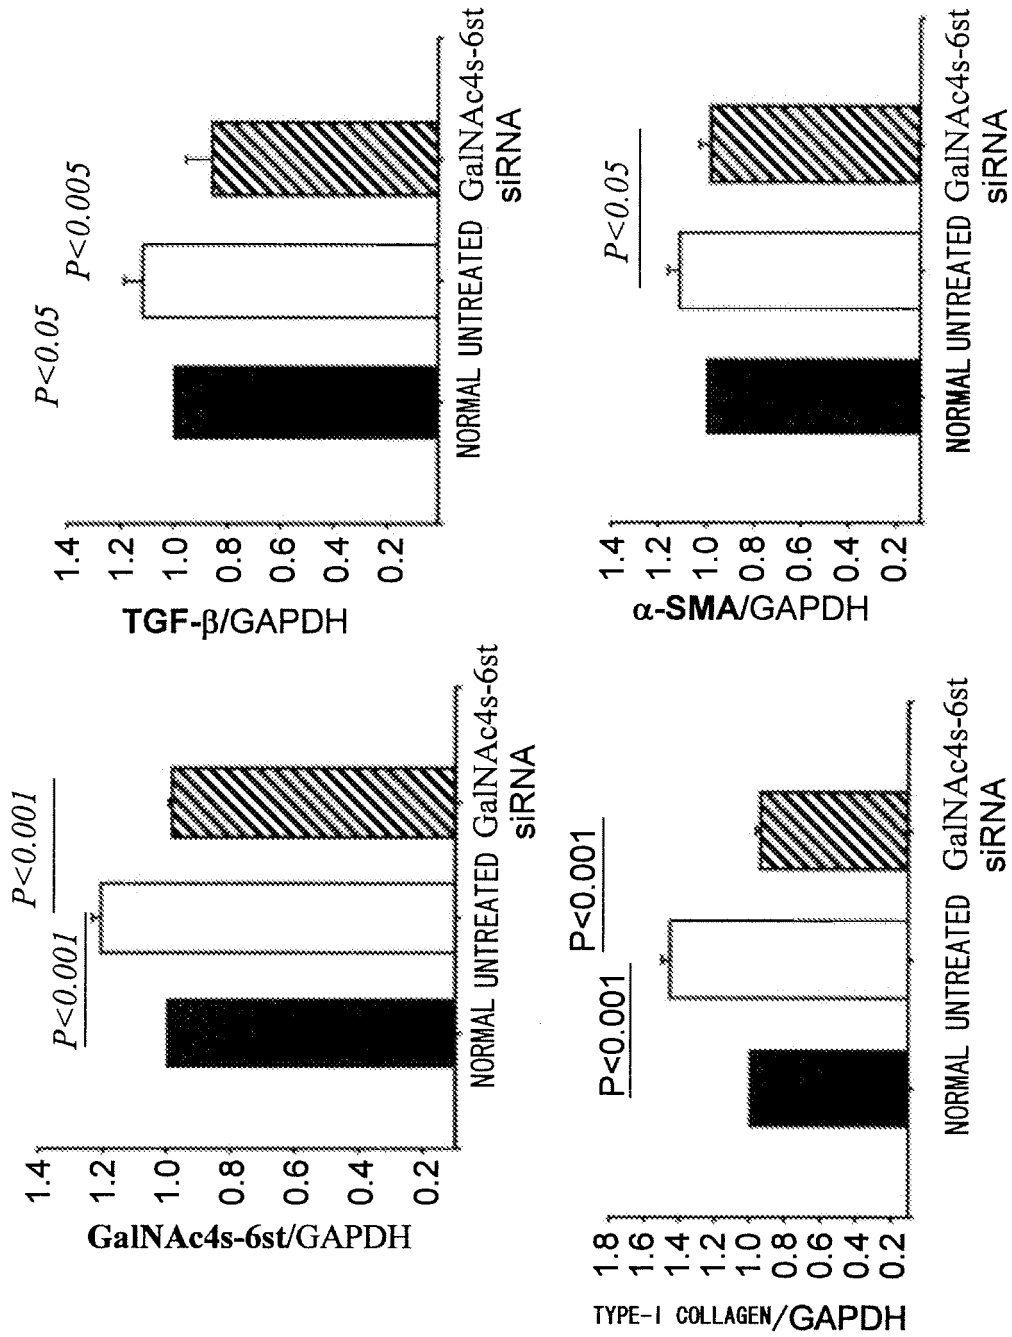 P<0.001
P<0.001
1.4
1.2
1.0
0.8
0.6
0.4
0.2
GalNAc4s-6st/GAPDH
NORMAL UNTREATED GalNAc4s-6st
siRNA
P<0.05
P<0.005
1.4
1.2
1.0
0.8
0.6
0.4
0.2
TGF-β/GAPDH
NORMAL UNTREATED GalNAc4s-6st
siRNA
P<0.001
P<0.001
1.8
1.6
1.4
1.2
1.0
0.8
0.6
0.4
0.2
TYPE-I COLLAGEN/GAPDH
NORMAL UNTREATED GalNAc4s-6st
siRNA
P<0.05
1.4
1.2
1.0
0.8
0.6
0.4
0.2
α-SMA/GAPDH
NORMAL UNTREATED GalNAc4s-6st
siRNA